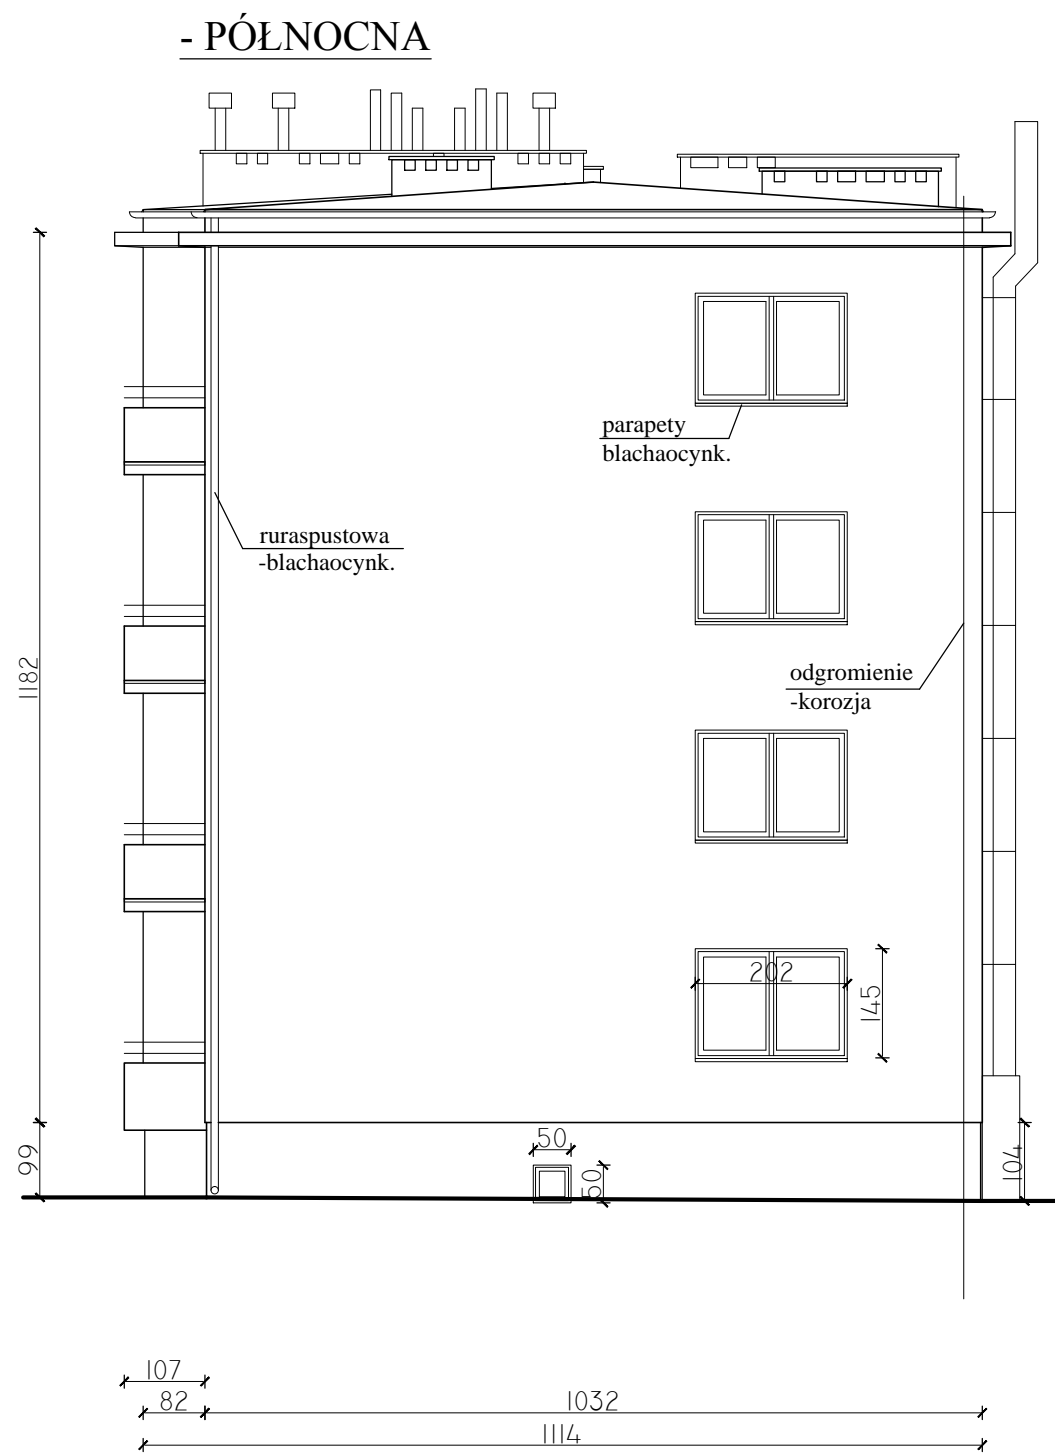 - PÓŁNOCNA
parapety
blachaocynk.
ruraspustowa
-blachaocynk.
1182
odgromienie
-korozja
202
145
99
50
50
104
107
82
1032
1114